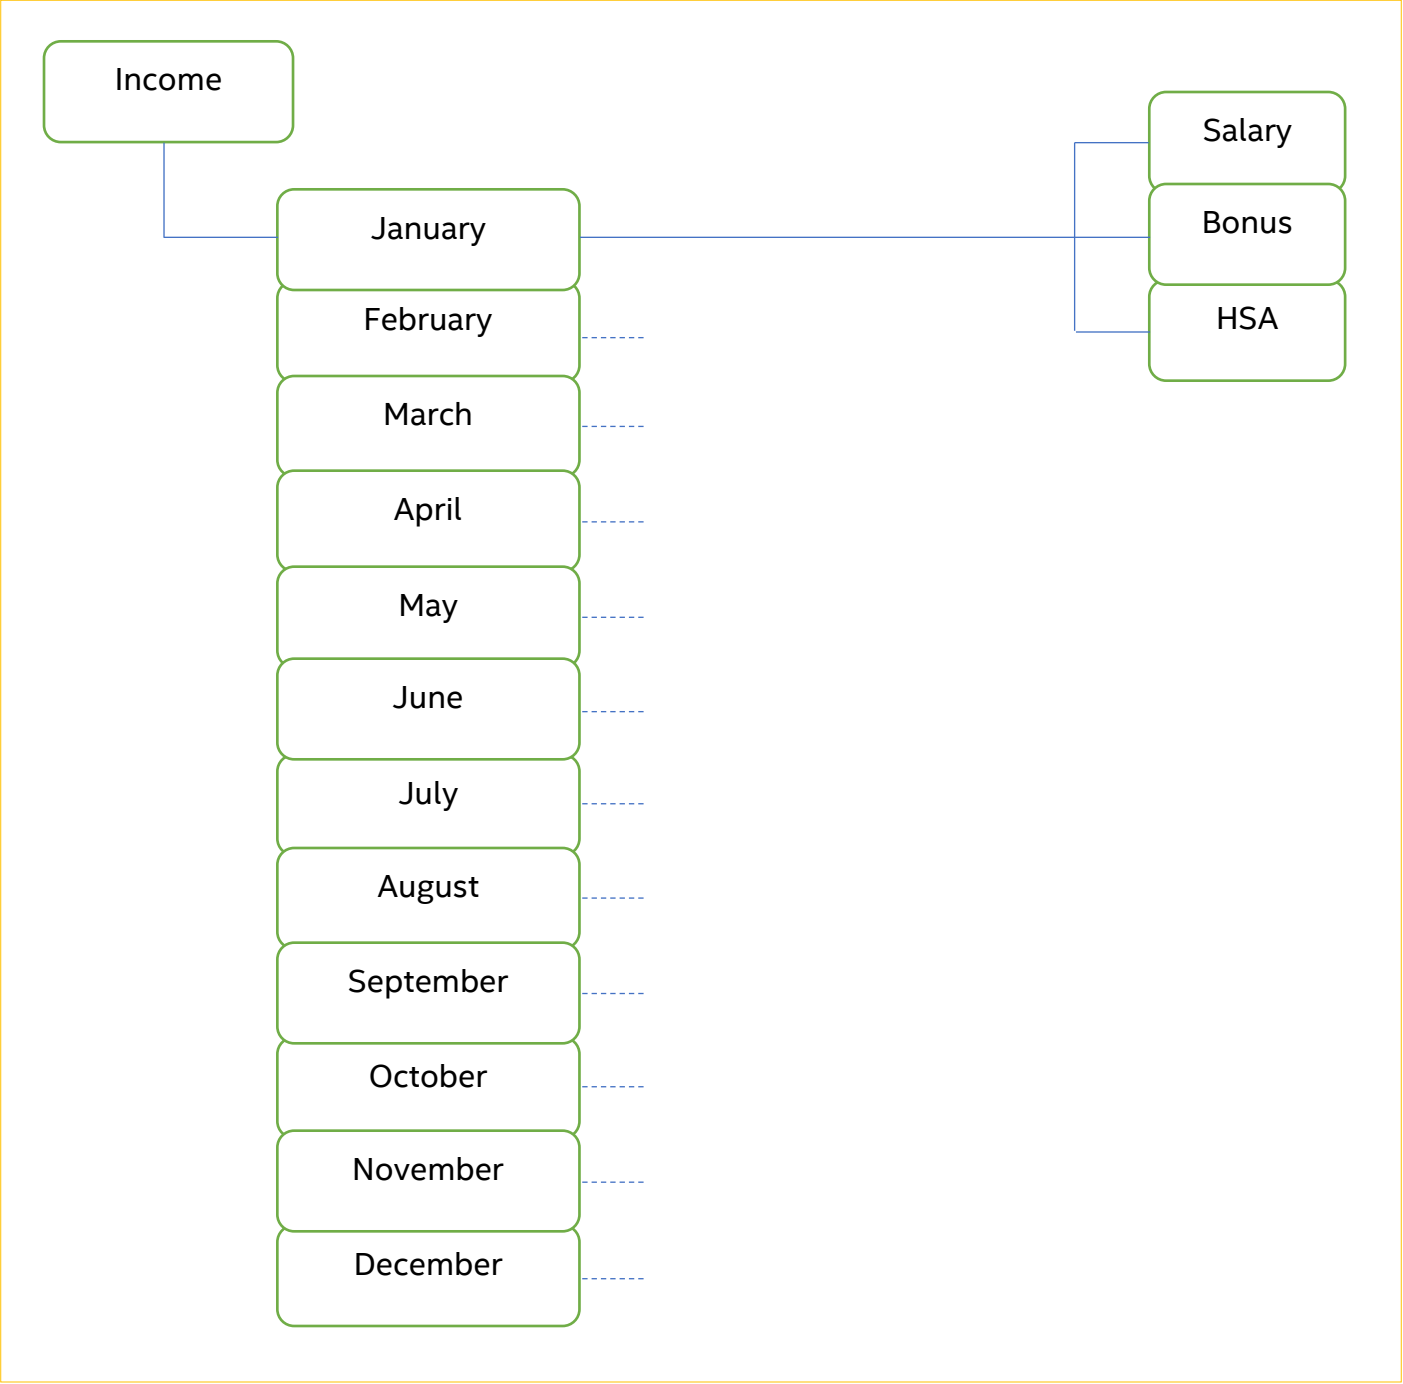 Income
Salary
January
Bonus
February
HSA
March
April
May
June
July
August
September
October
November
December